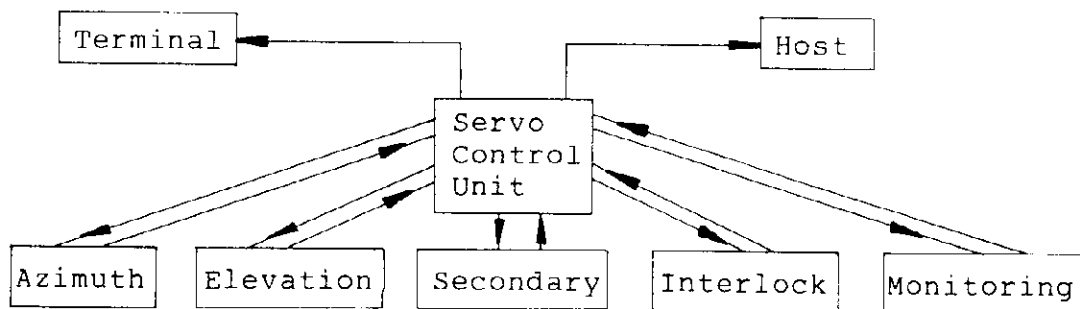 Terminal
Host
Servo
Control
Unit
Azimuth
Elevation
Secondary
Interlock
Monitoring